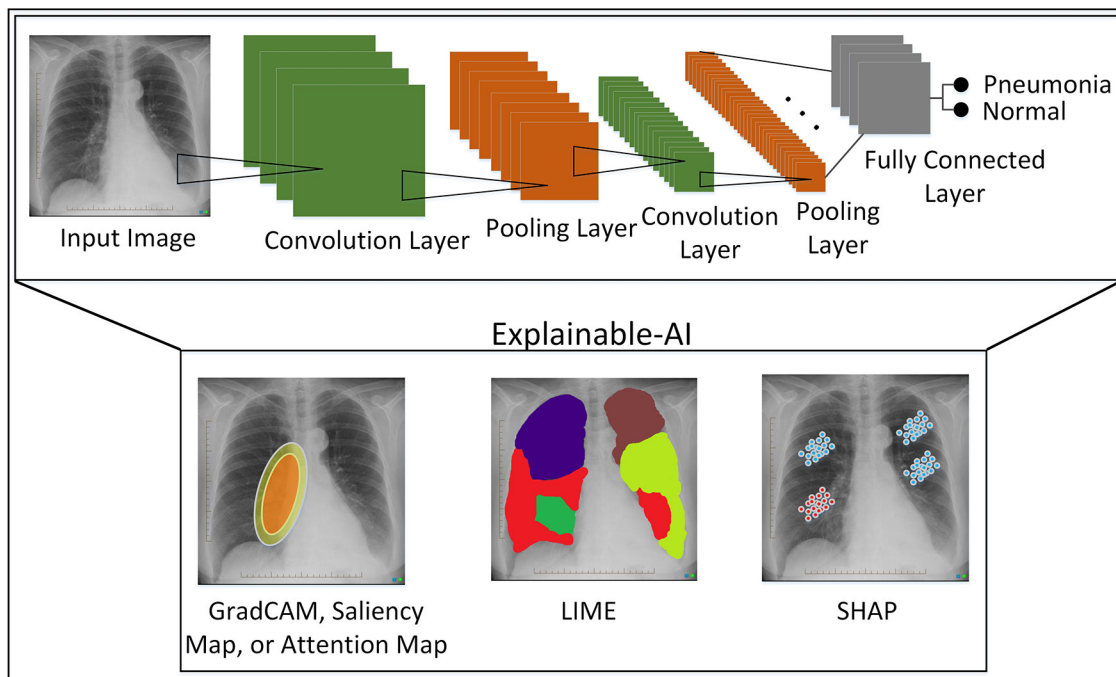 Input Image
Convolution Layer
Pooling Layer
Convolution
Layer
Pooling
Layer
Fully Connected
Layer
Pneumonia
Normal
Explainable-AI
GradCAM, Saliency
Map, or Attention Map
LIME
SHAP